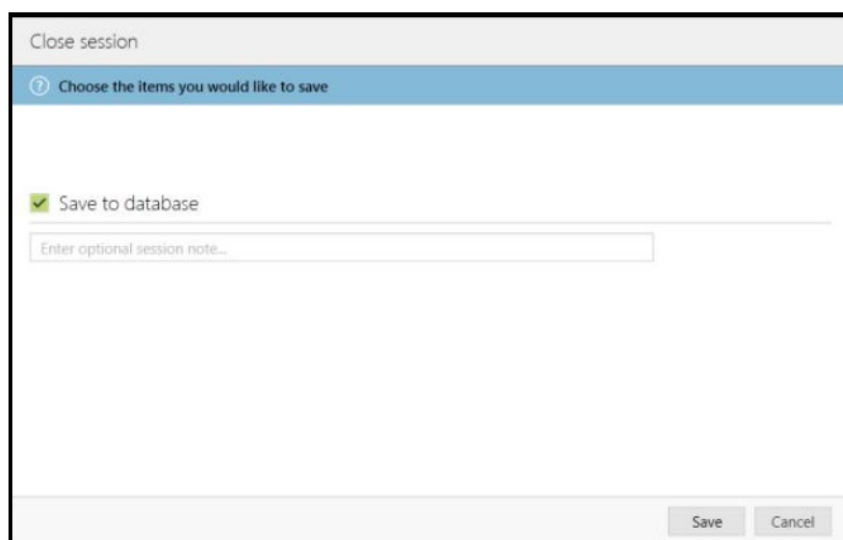 Close session
? Choose the items you would like to save
Save to database
Enter optional session note...
Save Cancel